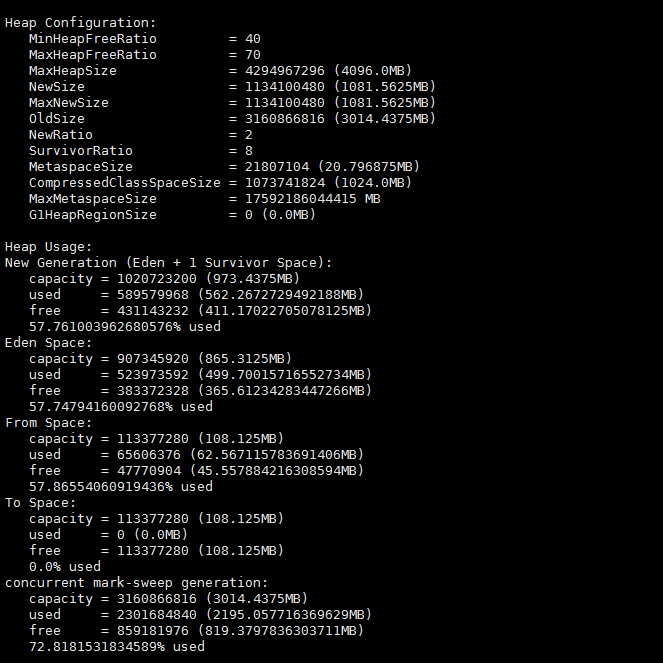 Heap Configuration:
   MinHeapFreeRatio         = 40
   MaxHeapFreeRatio         = 70
   MaxHeapSize              = 4294967296 (4096.0MB)
   NewSize                  = 1134100480 (1081.5625MB)
   MaxNewSize               = 1134100480 (1081.5625MB)
   OldSize                  = 3160866816 (3014.4375MB)
   NewRatio                 = 2
   SurvivorRatio            = 8
   MetaspaceSize            = 21807104 (20.796875MB)
   CompressedClassSpaceSize = 1073741824 (1024.0MB)
   MaxMetaspaceSize         = 17592186044415 MB
   G1HeapRegionSize         = 0 (0.0MB)

Heap Usage:
New Generation (Eden + 1 Survivor Space):
   capacity = 1020723200 (973.4375MB)
   used     = 589579968 (562.2672729492188MB)
   free     = 431143232 (411.17022705078125MB)
   57.761003962680576% used
Eden Space:
   capacity = 907345920 (865.3125MB)
   used     = 523973592 (499.70015716552734MB)
   free     = 383372328 (365.61234283447266MB)
   57.74794160092768% used
From Space:
   capacity = 113377280 (108.125MB)
   used     = 65606376 (62.567115783691406MB)
   free     = 47770904 (45.557884216308594MB)
   57.86554060919436% used
To Space:
   capacity = 113377280 (108.125MB)
   used     = 0 (0.0MB)
   free     = 113377280 (108.125MB)
   0.0% used
concurrent mark-sweep generation:
   capacity = 3160866816 (3014.4375MB)
   used     = 2301684840 (2195.057716369629MB)
   free     = 859181976 (819.3797836303711MB)
   72.8181531834589% used